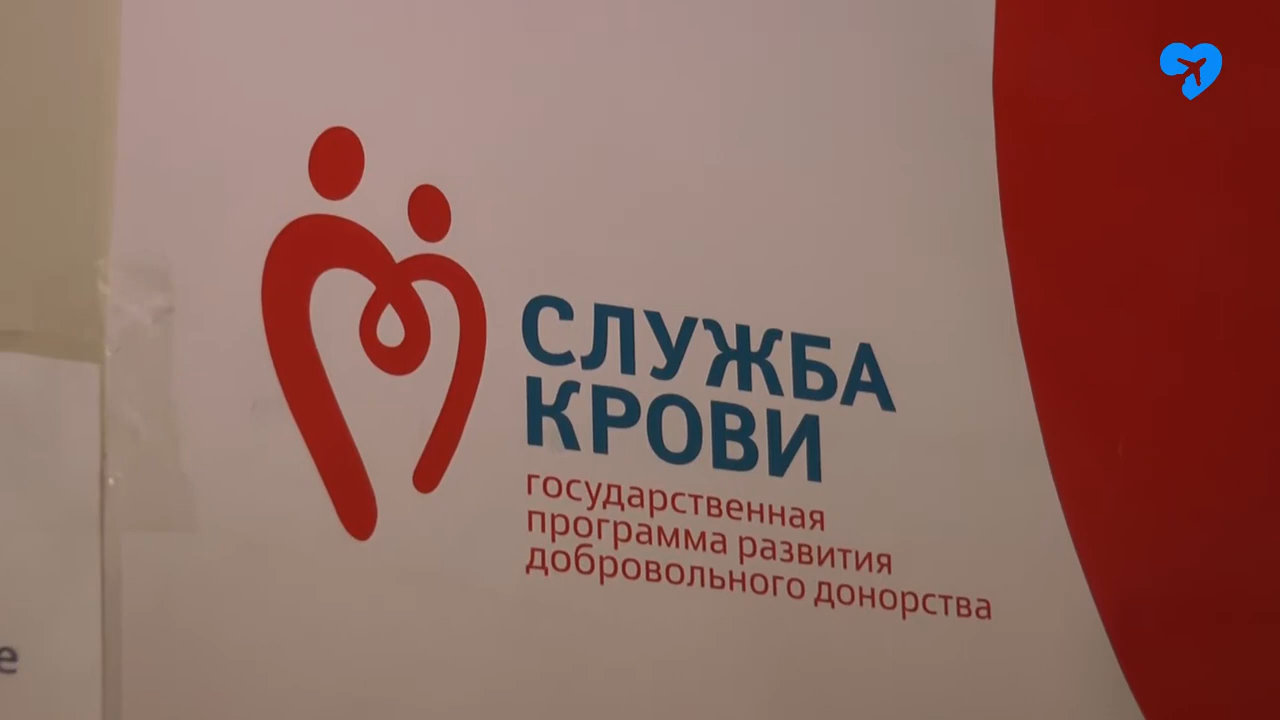 СЛУЖБА
КРОВИ
государственная
программа развития
добровольного донорства